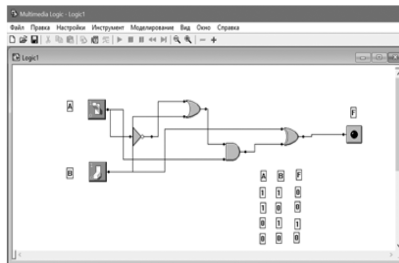 Multimedia Logic - Logic1
Файл Правка Настройки Инструмент Моделирование Вид Окно Справка
Logic1
A
F
B
A B F
1 1 0
1 0 0
0 1 1
0 0 0